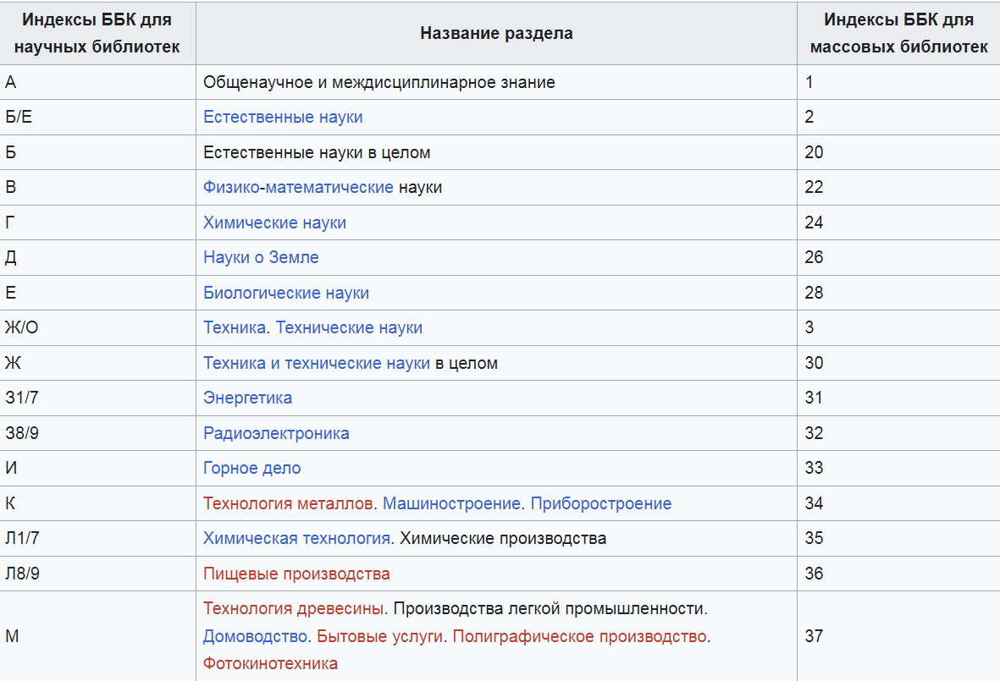 Индексы ББК для научных библиотек Название раздела Индексы ББК для массовых библиотек
А Общенаучное и междисциплинарное знание 1
Б/Е Естественные науки 2
Б Естественные науки в целом 20
В Физико-математические науки 22
Г Химические науки 24
Д Науки о Земле 26
Е Биологические науки 28
Ж/О Техника. Технические науки 3
Ж Техника и технические науки в целом 30
З1/7 Энергетика 31
З8/9 Радиоэлектроника 32
И Горное дело 33
К Технология металлов. Машиностроение. Приборостроение 34
Л1/7 Химическая технология. Химические производства 35
Л8/9 Пищевые производства 36
М Технология древесины. Производства легкой промышленности.
Домоводство. Бытовые услуги. Полиграфическое производство.
Фотокинотехника 37